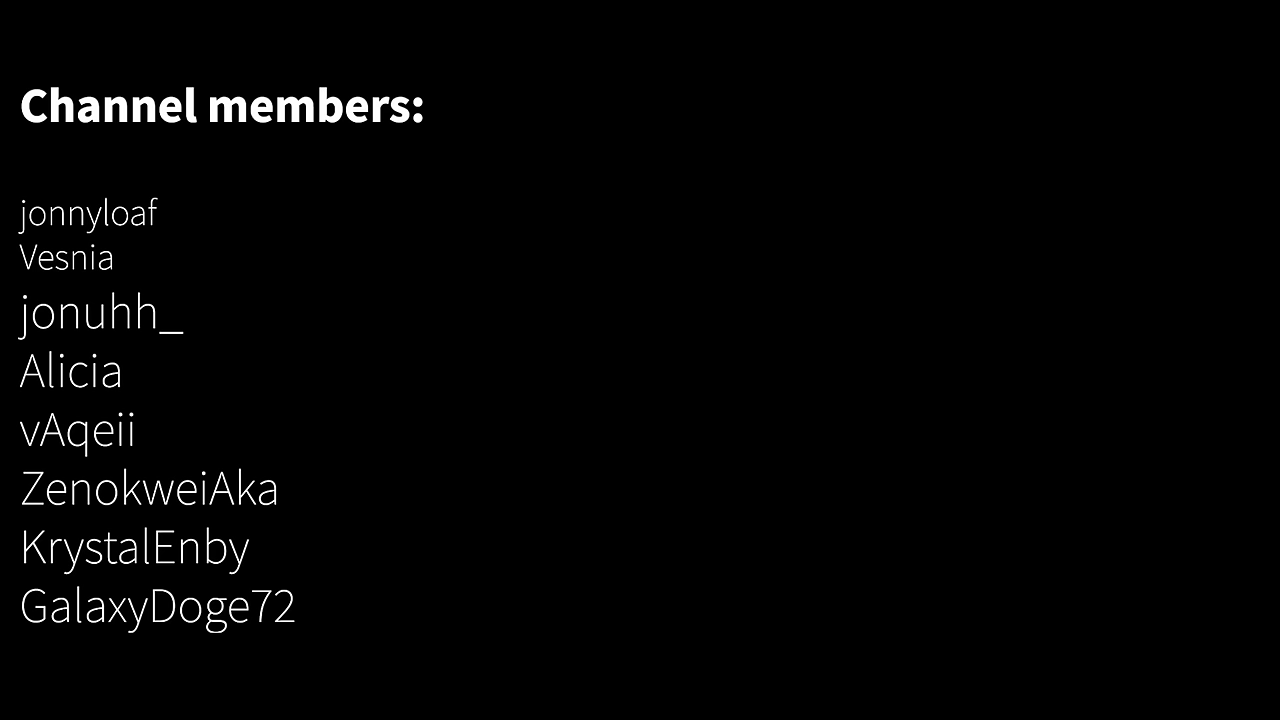 Channel members:
jonnyloaf
Vesnia
jonuhh_
Alicia
vAqeii
ZenokweiAka
KrystalEnby
GalaxyDoge72